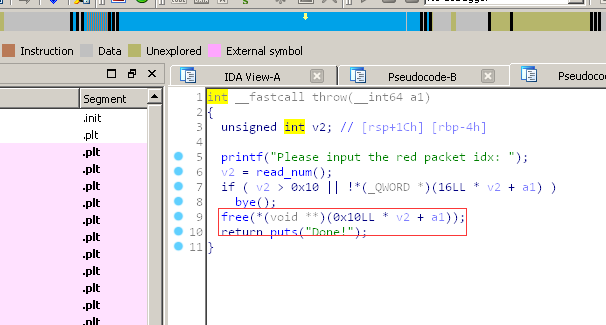 Instruction Data Unexplored External symbol
IDA View-A Pseudocode-B Pseudocod
Segment
.init
.plt
.plt
.plt
.plt
.plt
.plt
.plt
.plt
.plt
.plt
.plt
1 int __fastcall throw(__int64 a1)
2 {
3 unsigned int v2; // [rsp+1Ch] [rbp-4h]
4
5 printf("Please input the red packet idx: ");
6 v2 = read_num();
7 if ( v2 > 0x10 || !*(_QWORD *)(16LL * v2 + a1) )
8 bye();
9 free(*(void **)(0x10LL * v2 + a1));
10 return puts("Done!");
11 }